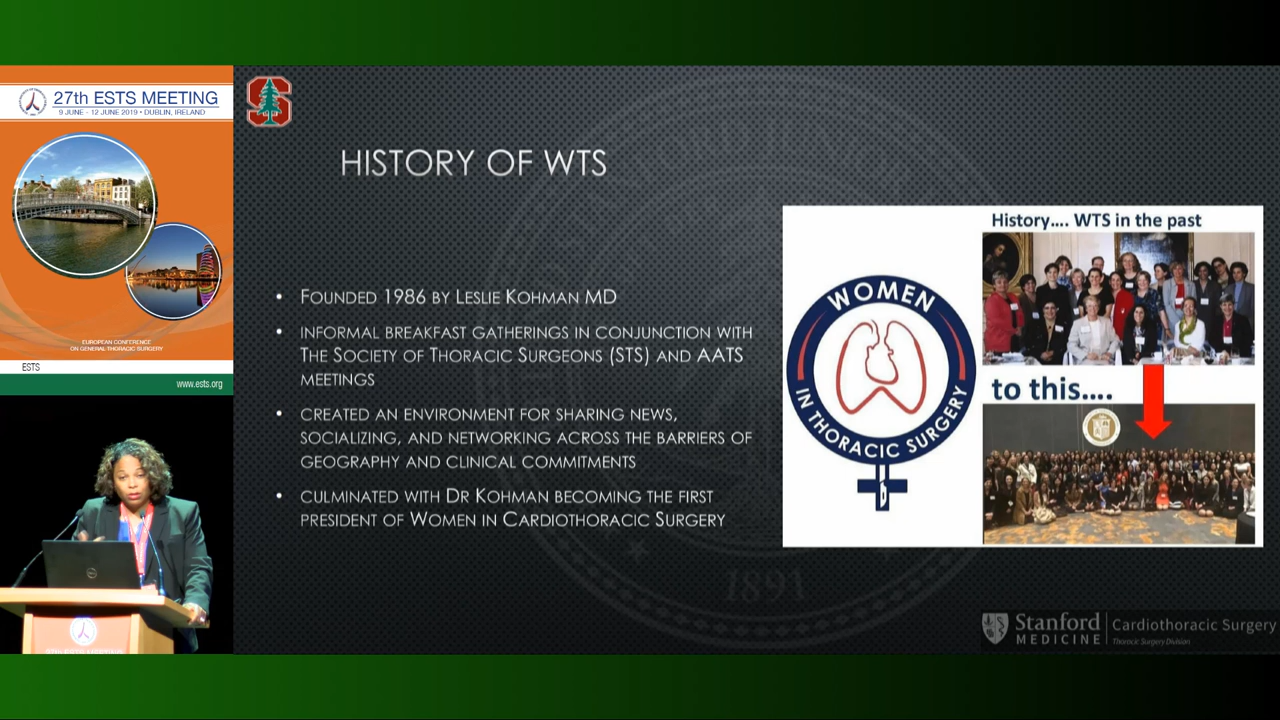 27th ESTS MEETING
9 JUNE - 12 JUNE 2019 • DUBLIN, IRELAND
EUROPEAN CONFERENCE
ON GENERAL THORACIC SURGERY
ESTS
www.ests.org
HISTORY OF WTS
• FOUNDED 1986 BY LESLIE KOHMAN MD
• INFORMAL BREAKFAST GATHERINGS IN CONJUNCTION WITH
THE SOCIETY OF THORACIC SURGEONS (STS) AND AATS
MEETINGS
• CREATED AN ENVIRONMENT FOR SHARING NEWS,
SOCIALIZING, AND NETWORKING ACROSS THE BARRIERS OF
GEOGRAPHY AND CLINICAL COMMITMENTS
• CULMINATED WITH DR KOHMAN BECOMING THE FIRST
PRESIDENT OF WOMEN IN CARDIOTHORACIC SURGERY
WOMEN
IN THORACIC SURGERY
History.... WTS in the past
to this....
1891
Stanford
MEDICINE
Cardiothoracic Surgery
Thoracic Surgery Division
DELL